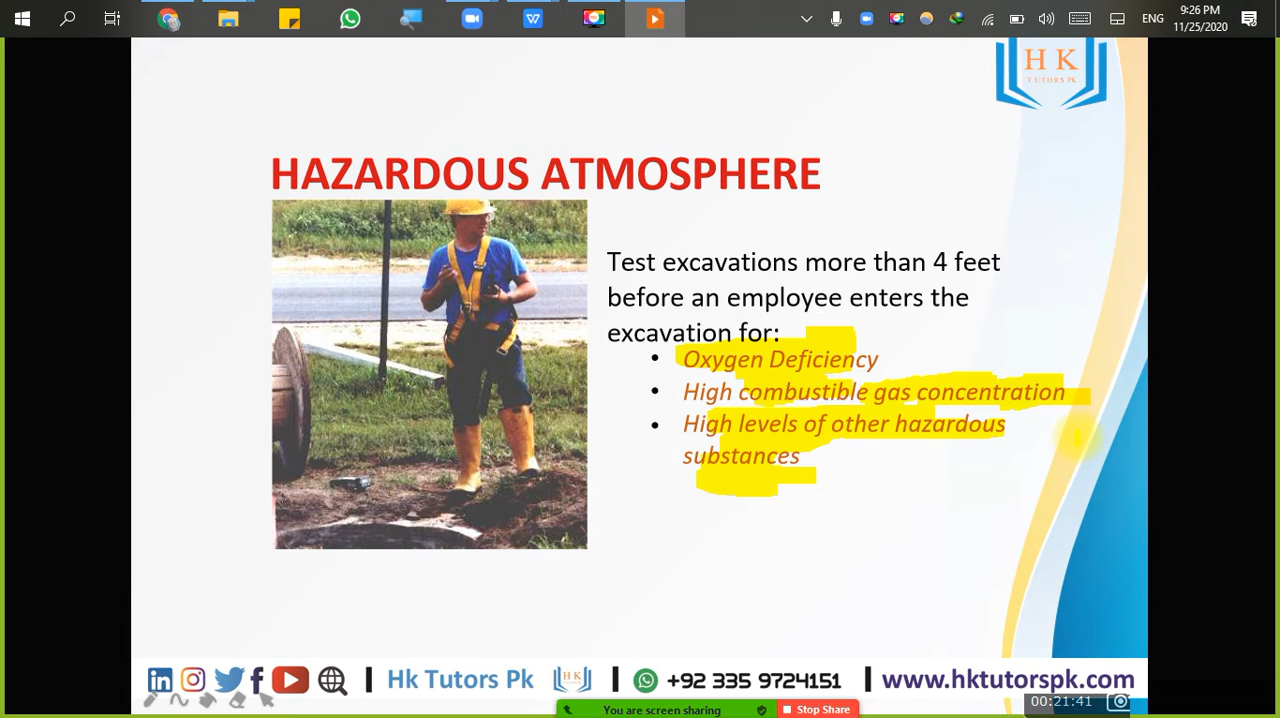 ENG
9:26 PM
11/25/2020
H K
TUTORS PK
HAZARDOUS ATMOSPHERE
Test excavations more than 4 feet
before an employee enters the
excavation for:
• Oxygen Deficiency
• High combustible gas concentration
• High levels of other hazardous
substances
in
Hk Tutors Pk
H K
+92 335 9724151
www.hktutorspk.com
00:21:41
You are screen sharing
Stop Share